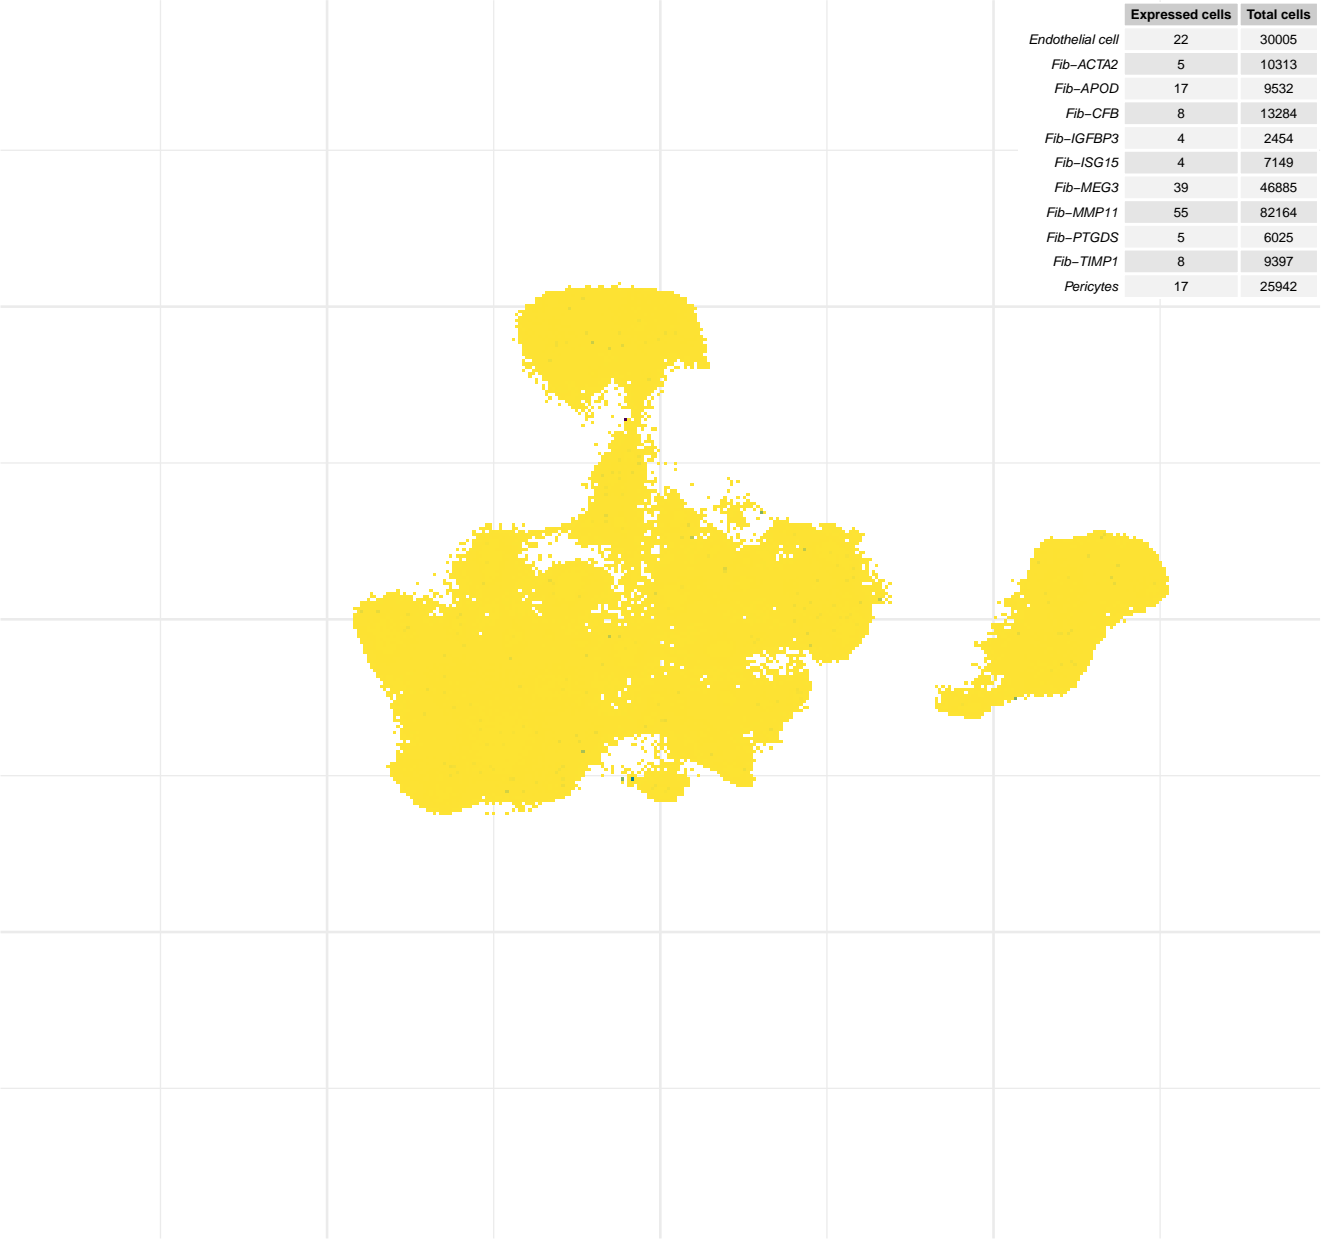 Expressed cells Total cells
Endothelial cell 22 30005
Fib−ACTA2 5 10313
Fib−APOD 17 9532
Fib−CFB 8 13284
Fib−IGFBP3 4 2454
Fib−ISG15 4 7149
Fib−MEG3 39 46885
Fib−MMP11 55 82164
Fib−PTGDS 5 6025
Fib−TIMP1 8 9397
Pericytes 17 25942